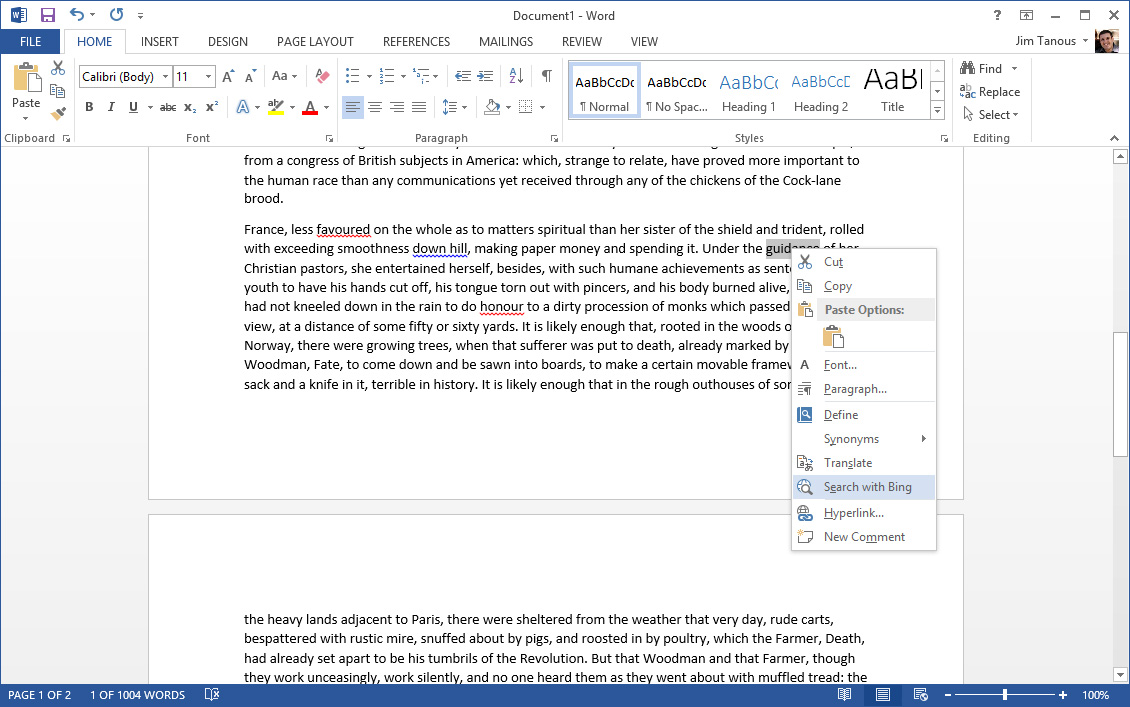 Document1 - Word
FILE HOME INSERT DESIGN PAGE LAYOUT REFERENCES MAILINGS REVIEW VIEW Jim Tanous
Calibri (Body) 11 Aa AaBbCcDc AaBbCcDc AaBbCc AaBbCcC AaBl Find
Paste B I U abc x₂ x² A ab A ¶ Normal ¶ No Spac... Heading 1 Heading 2 Title Replace
Select
Clipboard Font Paragraph Styles Editing
from a congress of British subjects in America: which, strange to relate, have proved more important to
the human race than any communications yet received through any of the chickens of the Cock-lane
brood.
France, less favoured on the whole as to matters spiritual than her sister of the shield and trident, rolled
with exceeding smoothness down hill, making paper money and spending it. Under the guidance of her
Christian pastors, she entertained herself, besides, with such humane achievements as sent
youth to have his hands cut off, his tongue torn out with pincers, and his body burned alive,
had not kneeled down in the rain to do honour to a dirty procession of monks which passed
view, at a distance of some fifty or sixty yards. It is likely enough that, rooted in the woods o
Norway, there were growing trees, when that sufferer was put to death, already marked by
Woodman, Fate, to come down and be sawn into boards, to make a certain movable framew
sack and a knife in it, terrible in history. It is likely enough that in the rough outhouses of sor
Cut
Copy
Paste Options:
Font...
Paragraph...
Define
Synonyms
Translate
Search with Bing
Hyperlink...
New Comment
the heavy lands adjacent to Paris, there were sheltered from the weather that very day, rude carts,
bespattered with rustic mire, snuffed about by pigs, and roosted in by poultry, which the Farmer, Death,
had already set apart to be his tumbrils of the Revolution. But that Woodman and that Farmer, though
they work unceasingly, work silently, and no one heard them as they went about with muffled tread: the
PAGE 1 OF 2 1 OF 1004 WORDS 100%